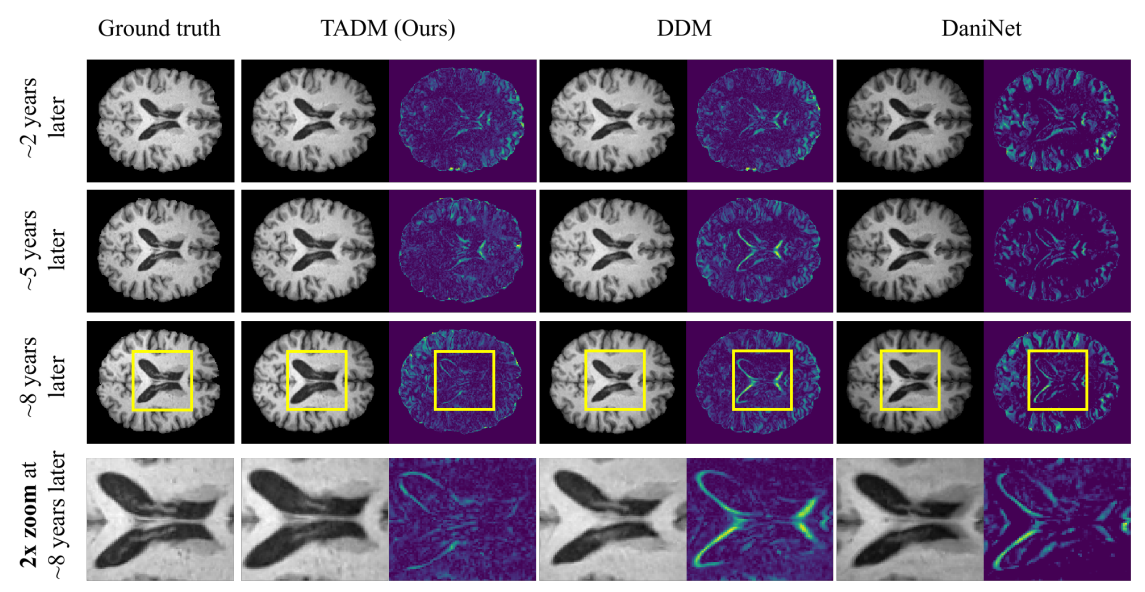 Ground truth
TADM (Ours)
DDM
DaniNet
~2 years
later
~5 years
later
~8 years
later
2x zoom at
~8 years later